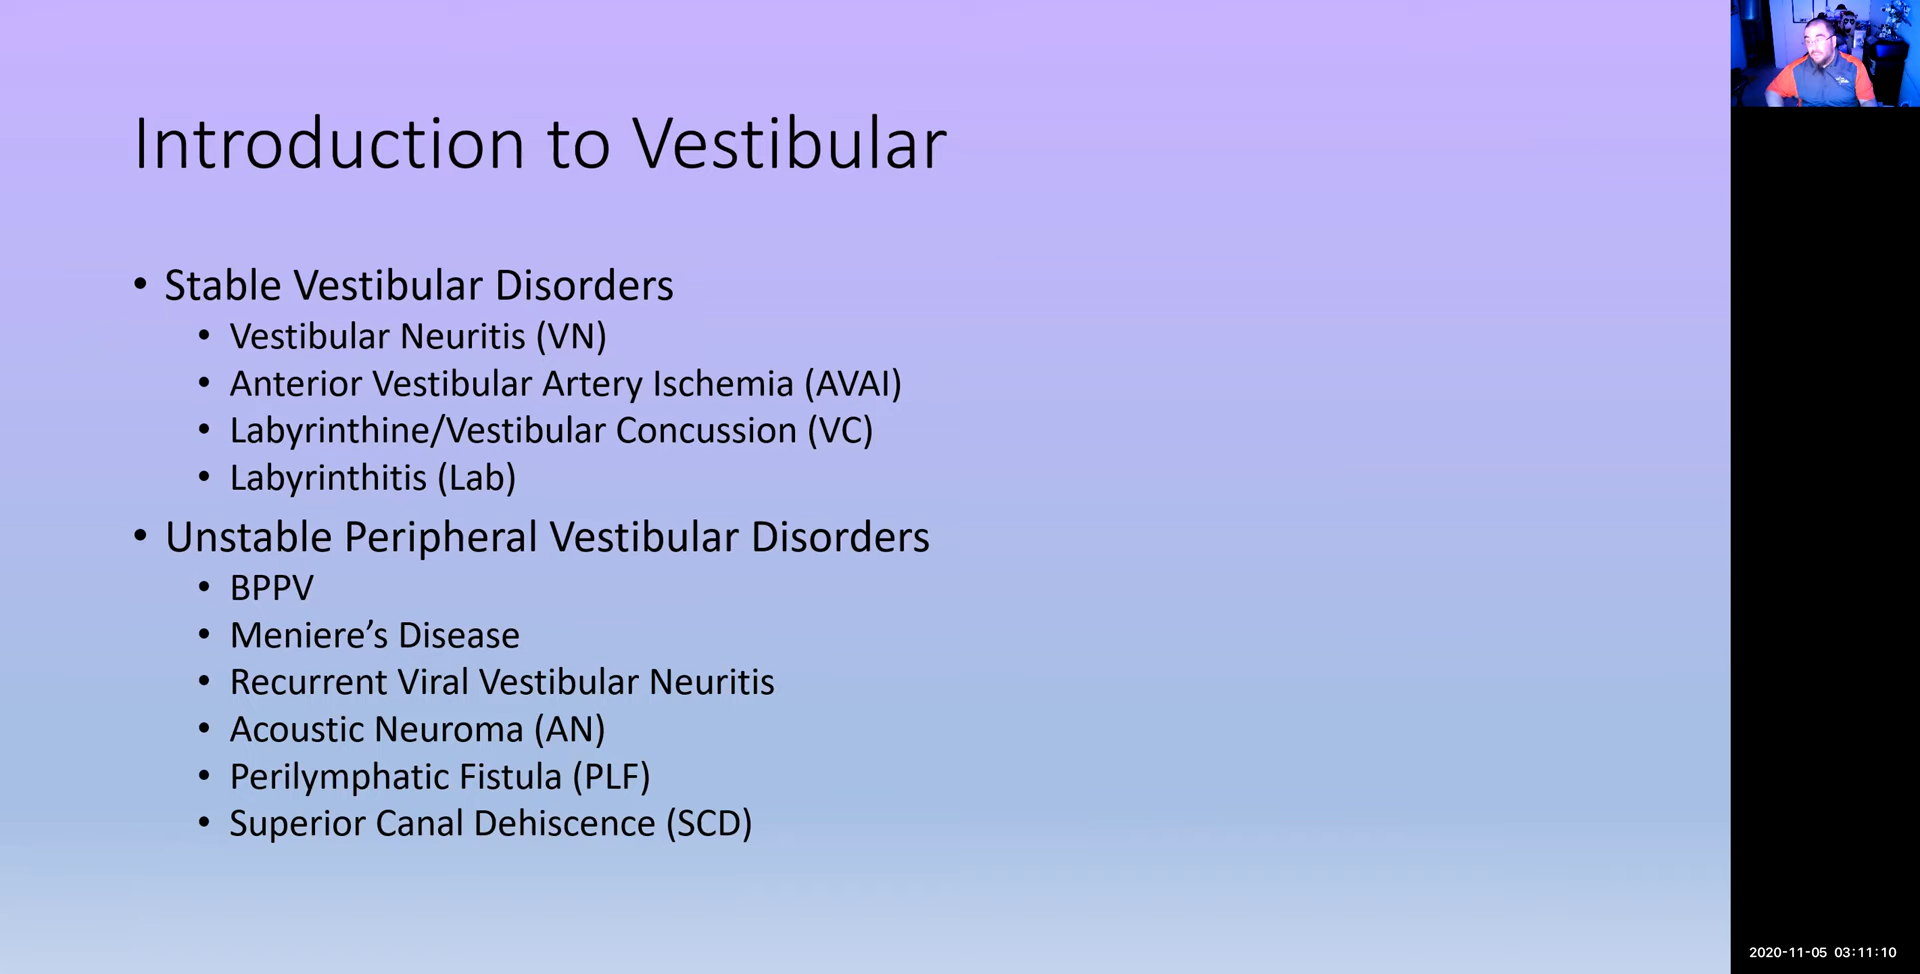 Introduction to Vestibular
• Stable Vestibular Disorders
• Vestibular Neuritis (VN)
• Anterior Vestibular Artery Ischemia (AVAI)
• Labyrinthine/Vestibular Concussion (VC)
• Labyrinthitis (Lab)
• Unstable Peripheral Vestibular Disorders
• BPPV
• Meniere’s Disease
• Recurrent Viral Vestibular Neuritis
• Acoustic Neuroma (AN)
• Perilymphatic Fistula (PLF)
• Superior Canal Dehiscence (SCD)
2020-11-05 03:11:10